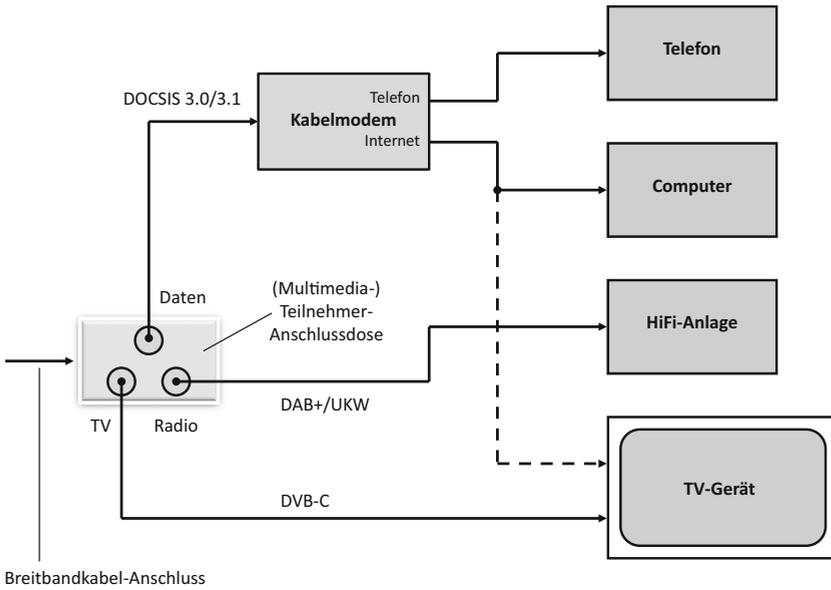 Telefon
DOCSIS 3.0/3.1
Telefon
Kabelmodem
Internet
Computer
Daten
(Multimedia-)
Teilnehmer-
Anschlussdose
HiFi-Anlage
TV
Radio
DAB+/UKW
TV-Gerät
DVB-C
Breitbandkabel-Anschluss